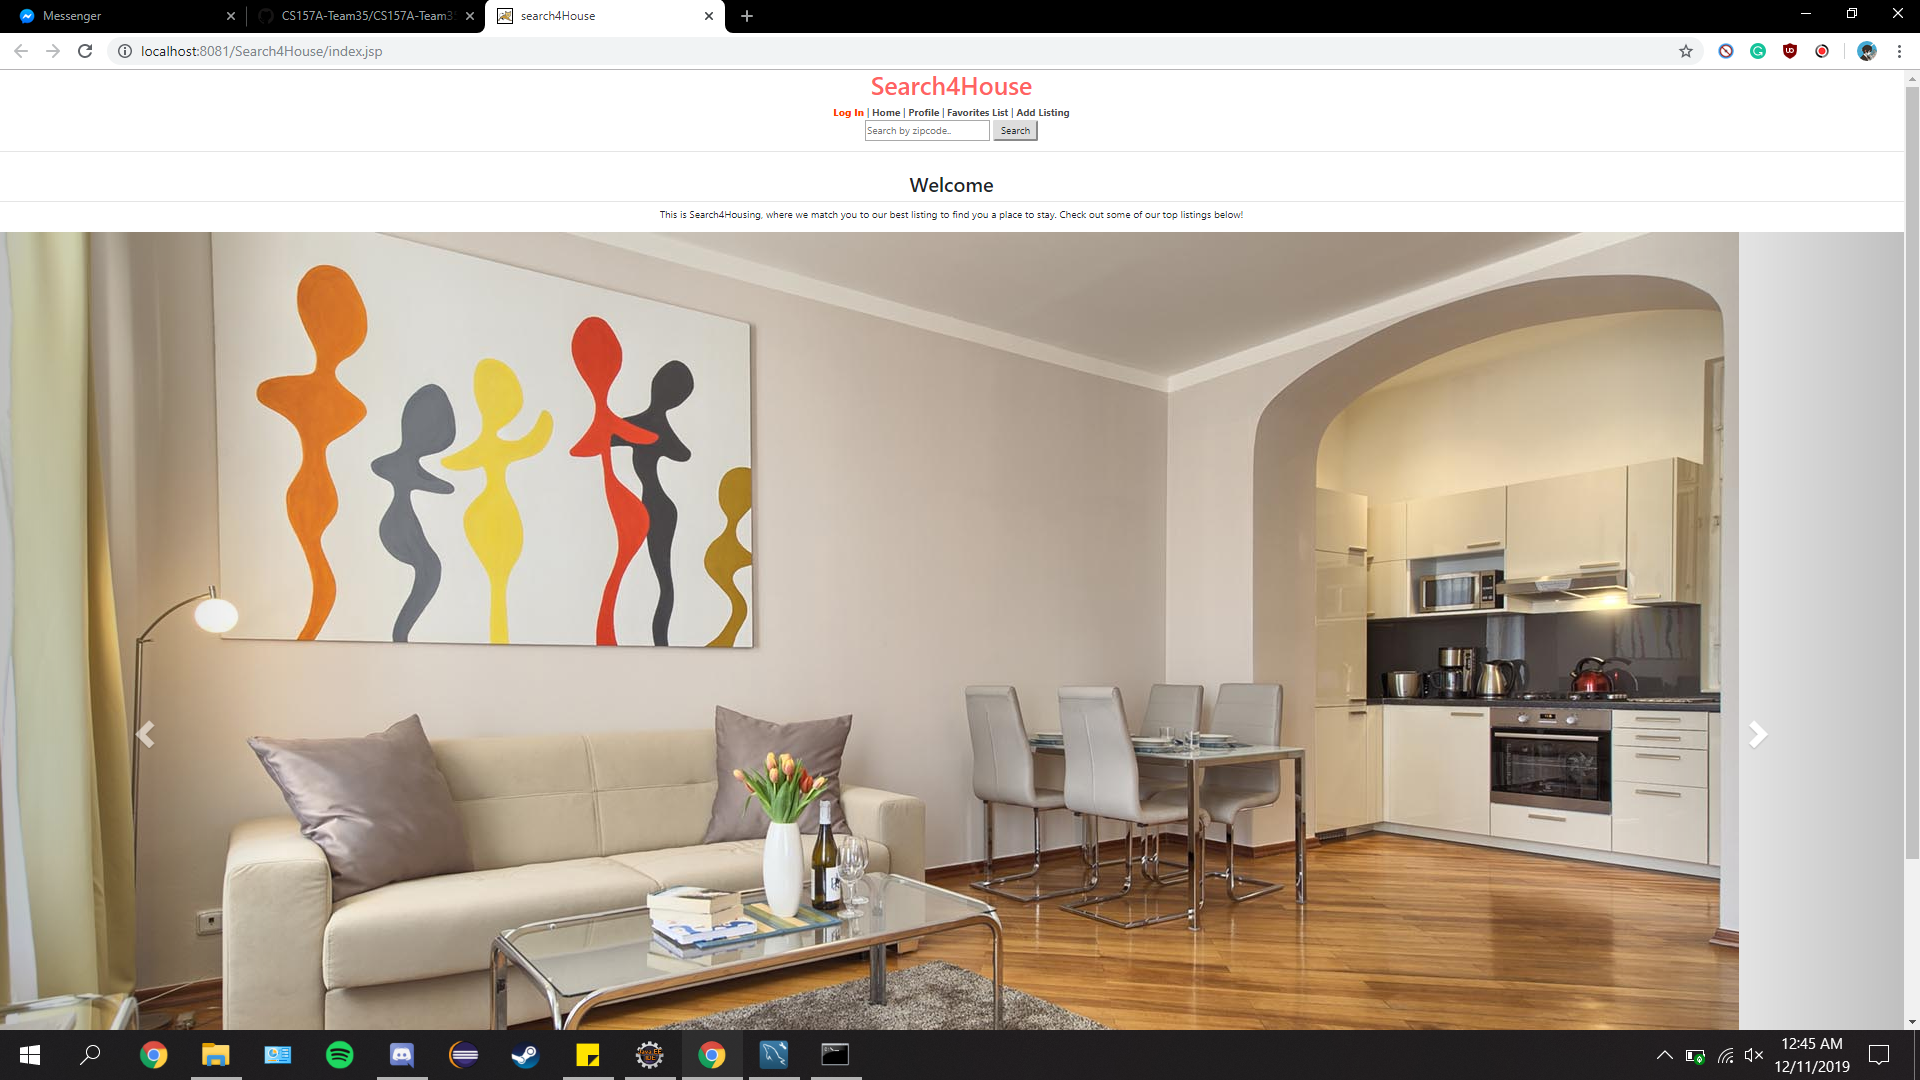 Messenger
CS157A-Team35/CS157A-Team35
search4House
localhost:8081/Search4House/index.jsp
Search4House
Log In | Home | Profile | Favorites List | Add Listing
Search by zipcode..
Search
Welcome
This is Search4Housing, where we match you to our best listing to find you a place to stay. Check out some of our top listings below!
12:45 AM
12/11/2019